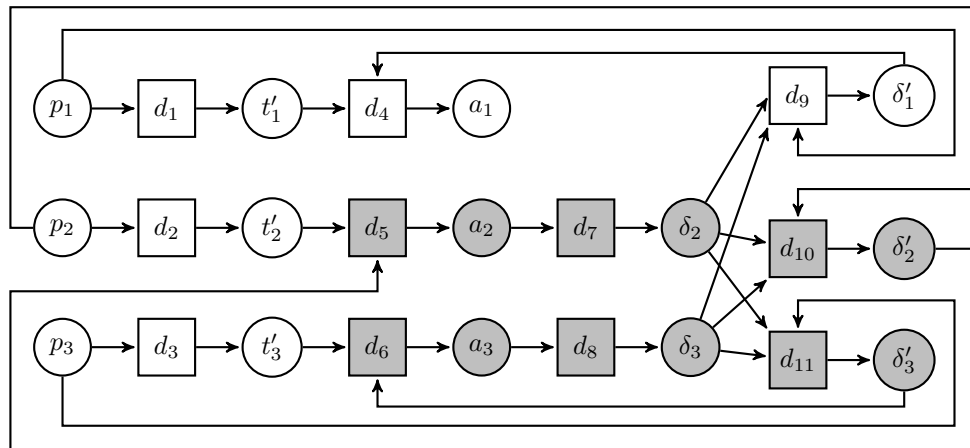 p₁ d₁ t′₁ d₄ a₁ d₉ δ′₁
p₂ d₂ t′₂ d₅ a₂ d₇ δ₂ d₁₀ δ′₂
p₃ d₃ t′₃ d₆ a₃ d₈ δ₃ d₁₁ δ′₃